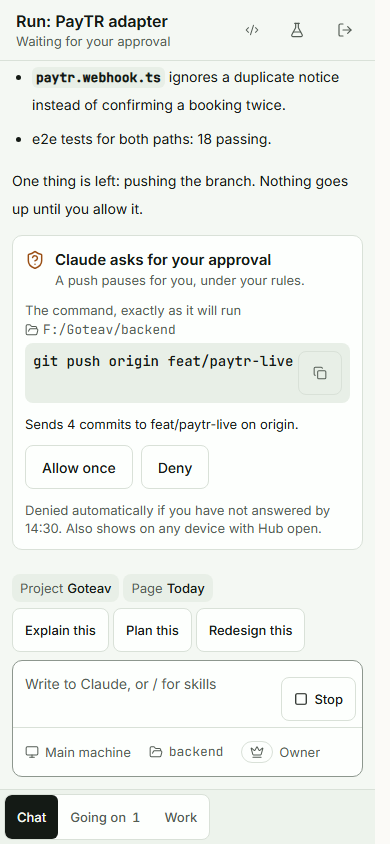 Run: PayTR adapter
Waiting for your approval
paytr.webhook.ts ignores a duplicate notice
instead of confirming a booking twice.
e2e tests for both paths: 18 passing.
One thing is left: pushing the branch. Nothing goes
up until you allow it.
Claude asks for your approval
A push pauses for you, under your rules.
The command, exactly as it will run
F:/Goteav/backend
git push origin feat/paytr-live
Sends 4 commits to feat/paytr-live on origin.
Allow once Deny
Denied automatically if you have not answered by
14:30. Also shows on any device with Hub open.
Project Goteav Page Today
Explain this Plan this Redesign this
Write to Claude, or / for skills
Stop
Main machine backend Owner
Chat Going on 1 Work